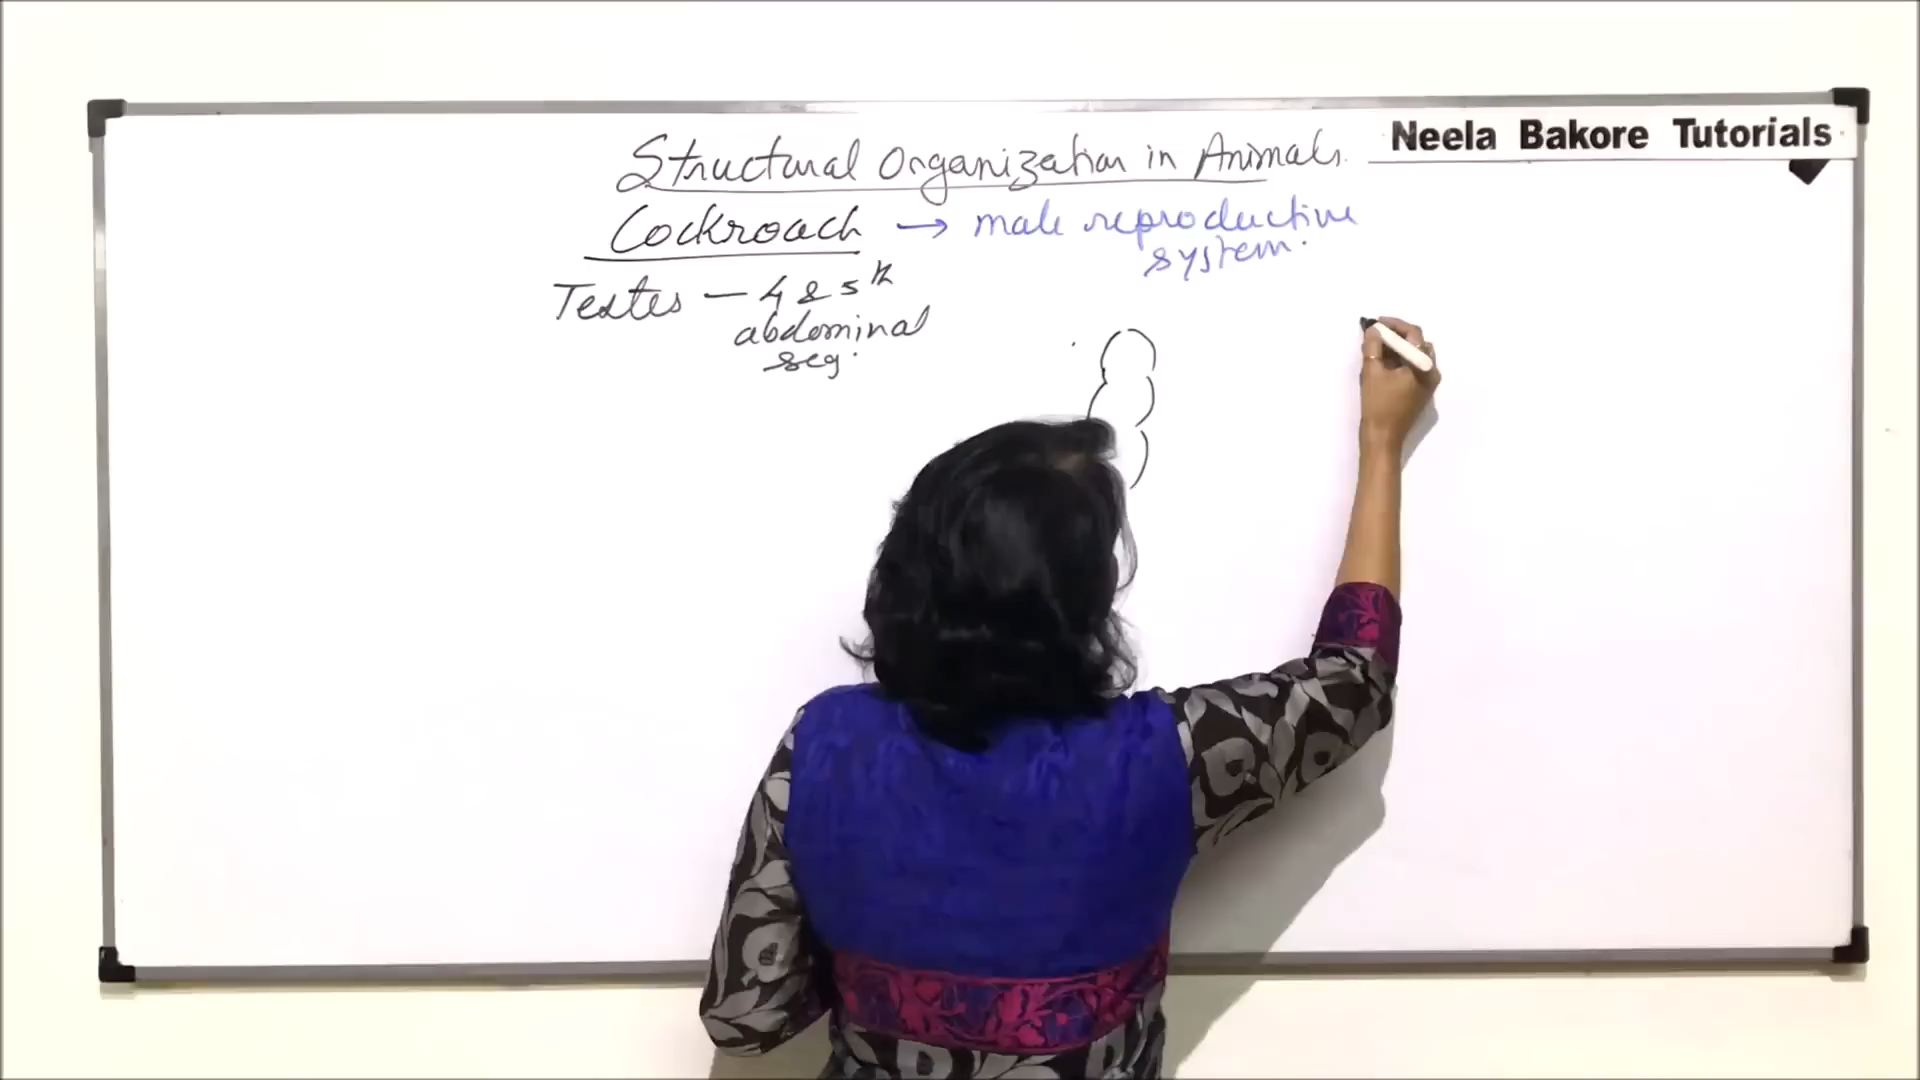 Neela Bakore Tutorials
Structural Organization in Animals.
Cockroach → male reproductive
system.
Testes — 4 & 5th
abdominal
seg.